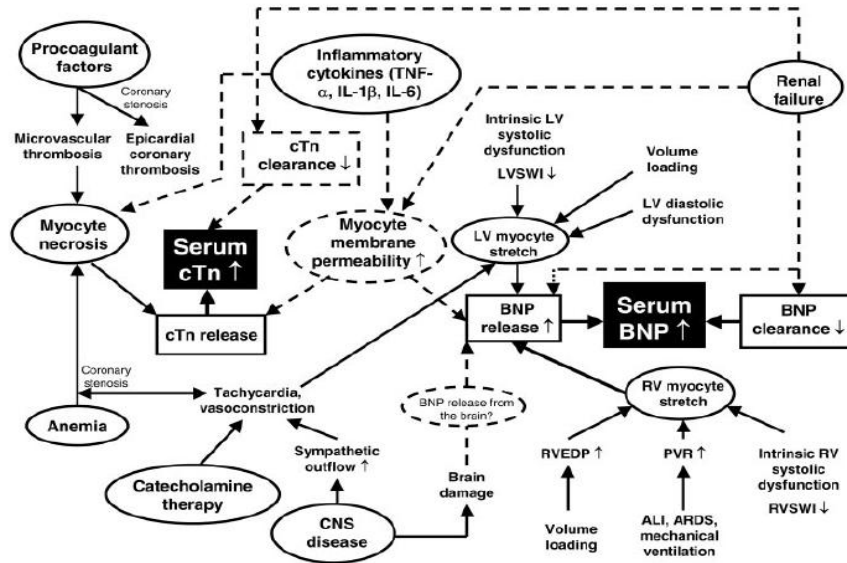 Procoagulant
factors
Coronary
stenosis
Microvascular
thrombosis
Epicardial
coronary
thrombosis
Inflammatory
cytokines (TNF-
α, IL-1β, IL-6)
Renal
failure
cTn
clearance ↓
Intrinsic LV
systolic
dysfunction
LVSWI ↓
Volume
loading
LV diastolic
dysfunction
Myocyte
necrosis
Serum
cTn ↑
Myocyte
membrane
permeability ↑
LV myocyte
stretch
cTn release
BNP
release ↑
Serum
BNP ↑
BNP
clearance ↓
Coronary
stenosis
Anemia
Tachycardia,
vasoconstriction
BNP release from
the brain?
RV myocyte
stretch
Catecholamine
therapy
Sympathetic
outflow ↑
Brain
damage
RVEDP ↑
PVR ↑
Intrinsic RV
systolic
dysfunction
RVSWI ↓
CNS
disease
Volume
loading
ALI, ARDS,
mechanical
ventilation